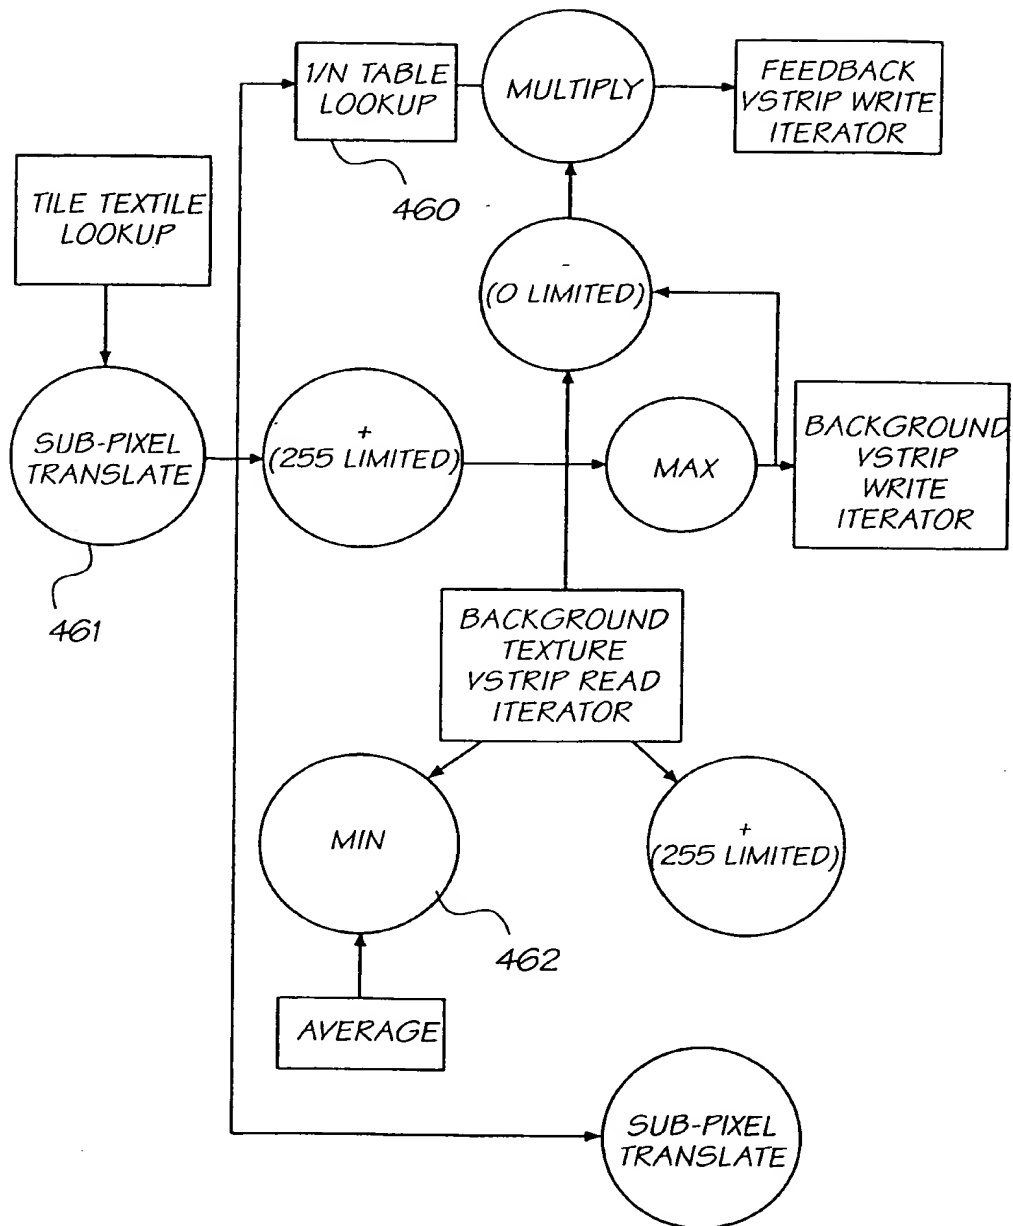 1/N TABLE
LOOKUP
MULTIPLY
FEEDBACK
VSTRIP WRITE
ITERATOR
460
TILE TEXTILE
LOOKUP
-
(0 LIMITED)
SUB-PIXEL
TRANSLATE
461
+
(255 LIMITED)
MAX
BACKGROUND
VSTRIP
WRITE
ITERATOR
BACKGROUND
TEXTURE
VSTRIP READ
ITERATOR
MIN
462
+
(255 LIMITED)
AVERAGE
SUB-PIXEL
TRANSLATE